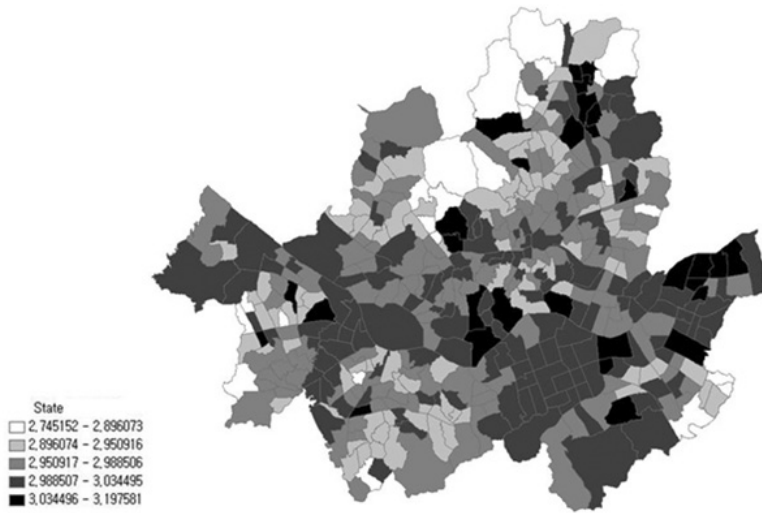 State
2,745152 - 2,896073
2,896074 - 2,950916
2,950917 - 2,988506
2,988507 - 3,034495
3,034496 - 3,197581